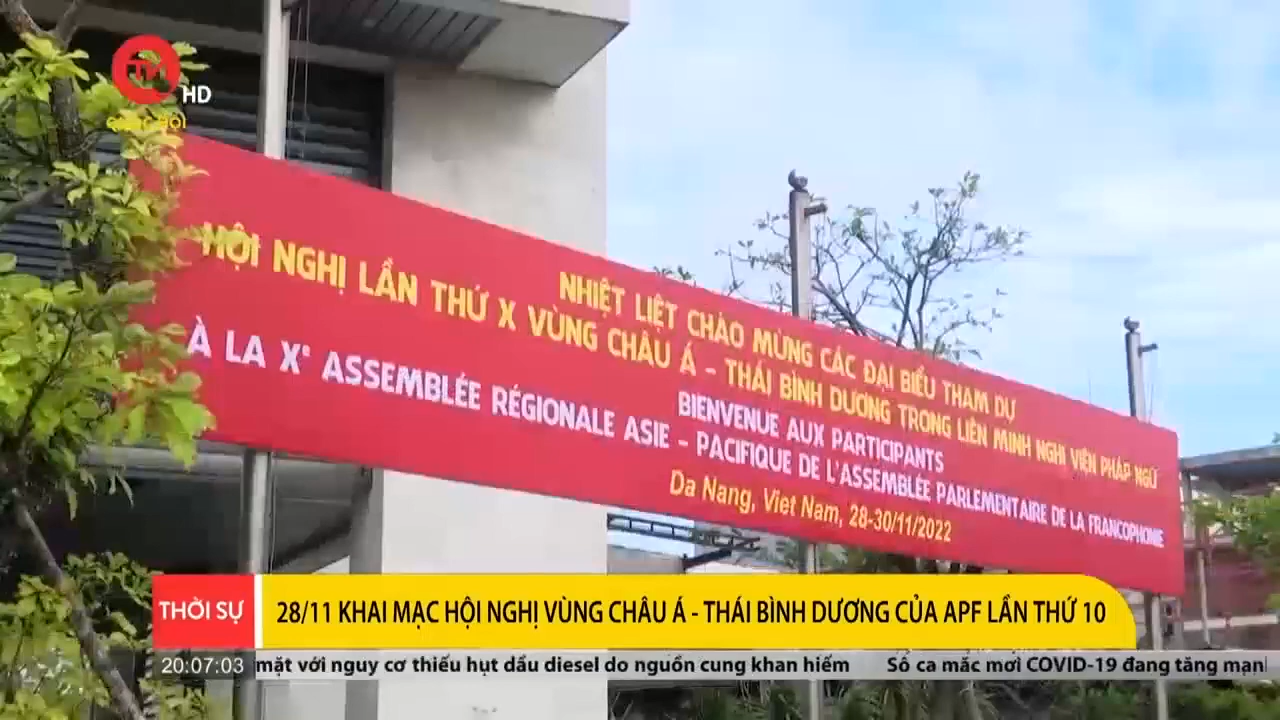 HD
QUỐC HỘI
NHIỆT LIỆT CHÀO MỪNG CÁC ĐẠI BIỂU THAM DỰ
HỘI NGHỊ LẦN THỨ X VÙNG CHÂU Á - THÁI BÌNH DƯƠNG TRONG LIÊN MINH NGHỊ VIỆN PHÁP NGỮ
BIENVENUE AUX PARTICIPANTS
À LA Xe ASSEMBLÉE RÉGIONALE ASIE - PACIFIQUE DE L'ASSEMBLÉE PARLEMENTAIRE DE LA FRANCOPHONIE
Da Nang, Viet Nam, 28-30/11/2022
THỜI SỰ
28/11 KHAI MẠC HỘI NGHỊ VÙNG CHÂU Á - THÁI BÌNH DƯƠNG CỦA APF LẦN THỨ 10
20:07:03 mặt với nguy cơ thiếu hụt dầu diesel do nguồn cung khan hiếm Số ca mắc mới COVID-19 đang tăng mạnh